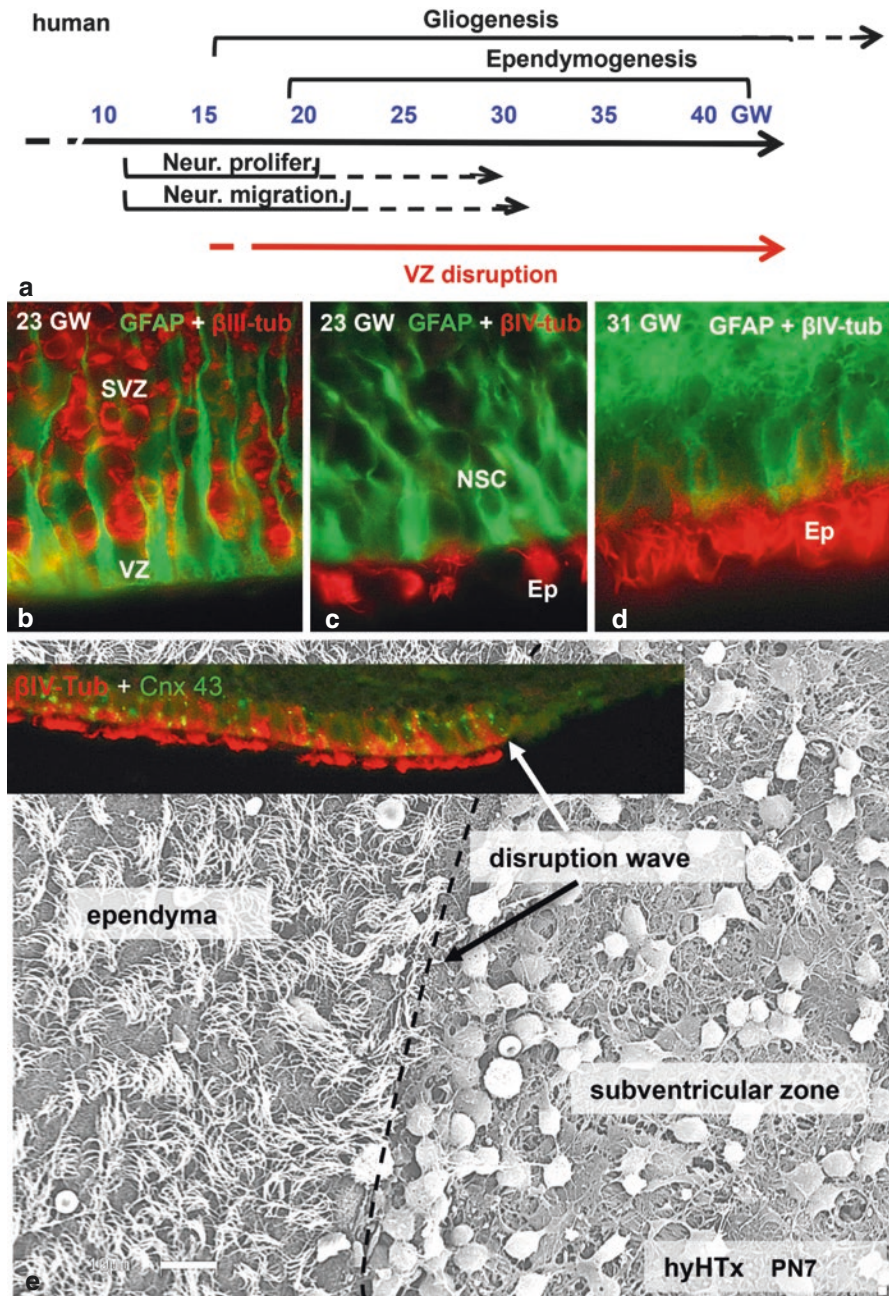 human
Gliogenesis
Ependymogenesis
10 15 20 25 30 35 40 GW
Neur. prolifer.
Neur. migration.
VZ disruption
a
23 GW GFAP + βIII-tub
SVZ
VZ
b
23 GW GFAP + βIV-tub
NSC
Ep
c
31 GW GFAP + βIV-tub
Ep
d
βIV-Tub + Cnx 43
disruption wave
ependyma
subventricular zone
hyHTx PN7
e